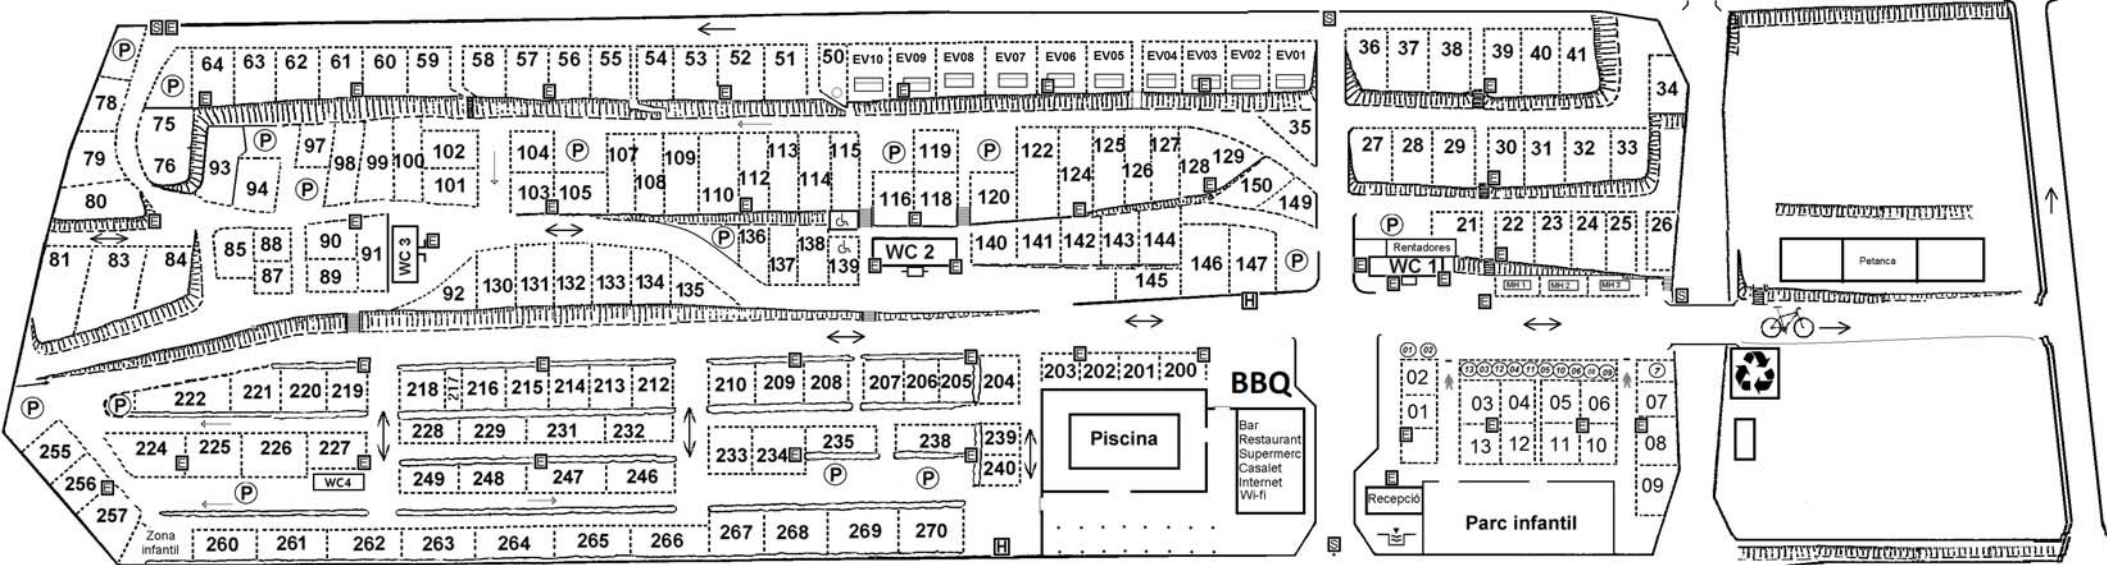 S E
S
P
64 63 62 61 60 59 58 57 56 55 54 53 52 51 50 EV10 EV09 EV08 EV07 EV06 EV05 EV04 EV03 EV02 EV01 36 37 38 39 40 41
P
E E E E E E E E
34
78
75 P 97 98 99 100 102 104 P 107 109 113 115 P 119 P 122 125 127 35
27 28 29 30 31 32 33
79 76 93 94 P 101 103 105 108 110 112 114 116 118 120 124 126 128 129 150 149
80
E E E E E E E E
85 88 90 91 WC 3 E P 136 138 WC 2 140 141 142 143 144 146 147 P
P 21 22 23 24 25 26
Rentadores
WC 1
E E E E E E
MH 1 MH 2 MH 3
S
Petanca
81 83 84 87 89 92 130 131 132 133 134 135 137 139 E E 145 H
E E E E E E
222 221 220 219 218 217 216 215 214 213 212 210 209 208 207 206 205 204 203 202 201 200
BBQ
P P
01 02
02 01 E
13 03 12 04 11 05 10 06 08 09
7
03 04 05 06 07
13 12 11 10 08
E E E
09
228 229 231 232
224 225 226 227 233 234 235 238 239
E E E E E
255 256 E 257
WC4
P
249 248 247 246 P P 240
Piscina
Bar
Restaurant
Supermerc
Casalet
Internet
Wi-fi
E
Recepció
Parc infantil
Zona
infantil
260 261 262 263 264 265 266 267 268 269 270
H
S